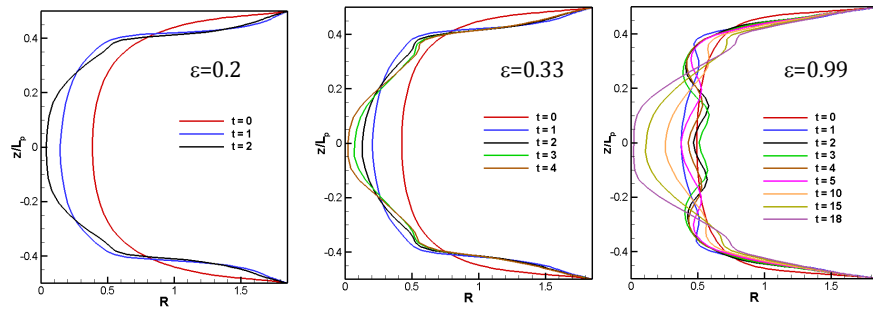 ε=0.2
t = 0
t = 1
t = 2
z/Lp
0.4
0.2
0
-0.2
-0.4
0
0.5
1
1.5
R
ε=0.33
t = 0
t = 1
t = 2
t = 3
t = 4
z/Lp
0.4
0.2
0
-0.2
-0.4
0
0.5
1
1.5
R
ε=0.99
t = 0
t = 1
t = 2
t = 3
t = 4
t = 5
t = 10
t = 15
t = 18
z/Lp
0.4
0.2
0
-0.2
-0.4
0
0.5
1
1.5
R